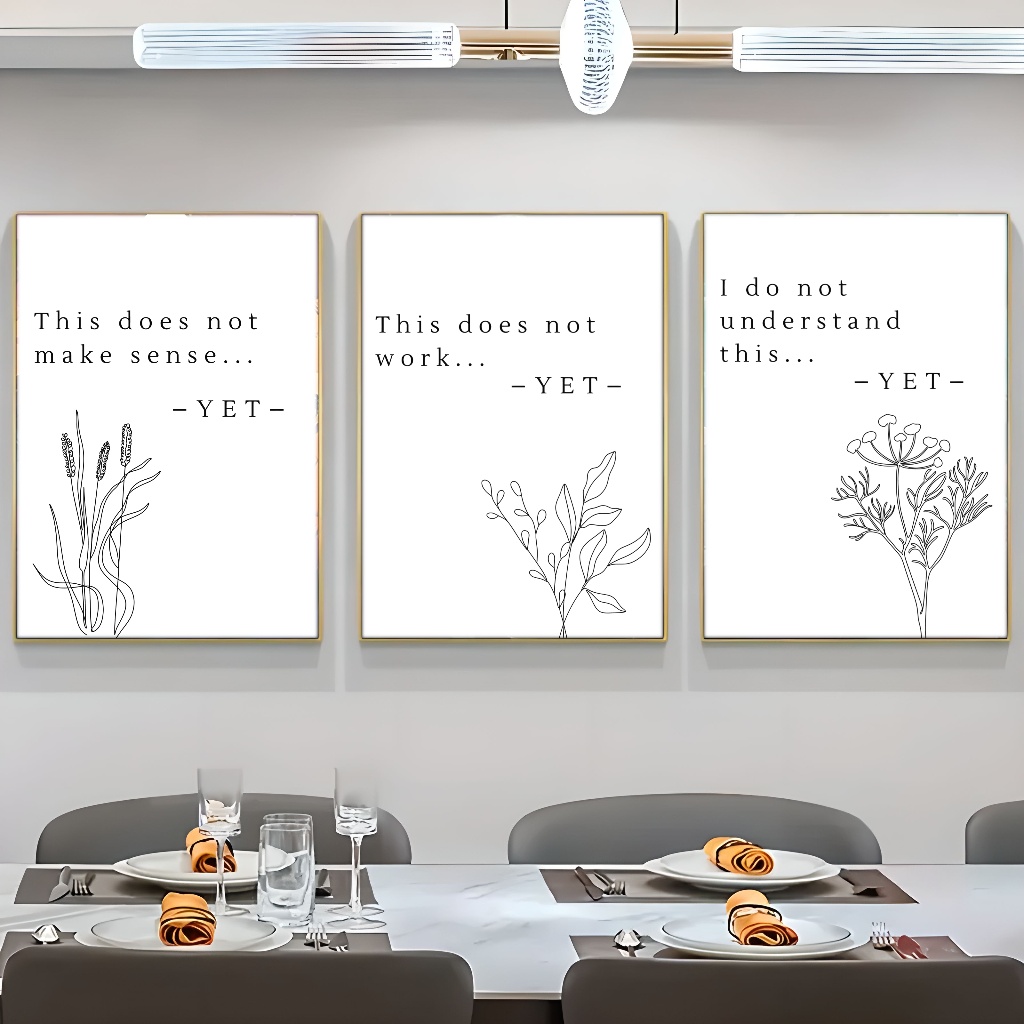 This does not
make sense...
–YET–
This does not
work...
–YET–
I do not
understand
this...
–YET–